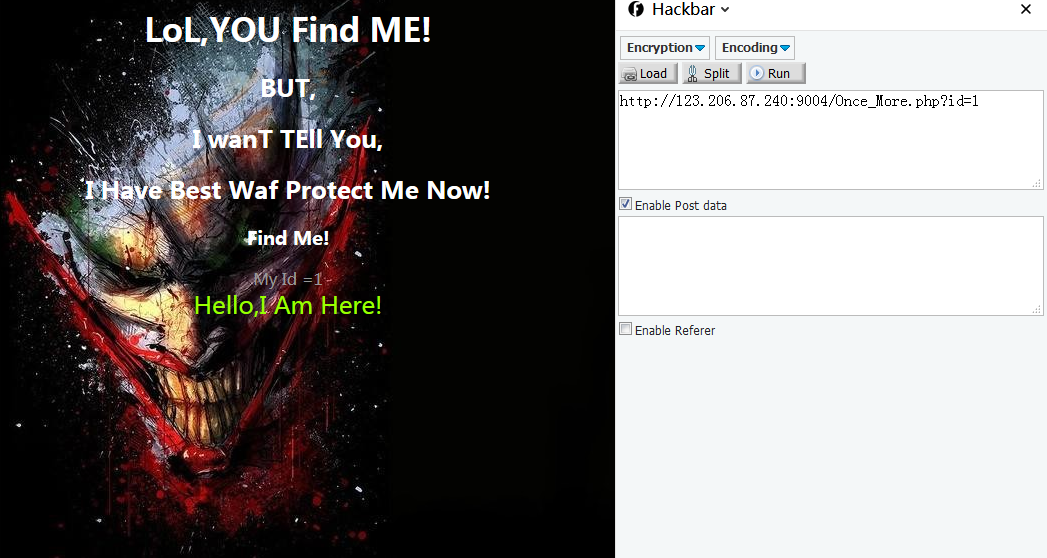 LoL,YOU Find ME!
BUT,
I wanT TEll You,
I Have Best Waf Protect Me Now!
Find Me!
My Id =1
Hello,I Am Here!
Hackbar
Encryption Encoding
Load Split Run
http://123.206.87.240:9004/Once_More.php?id=1
Enable Post data
Enable Referer